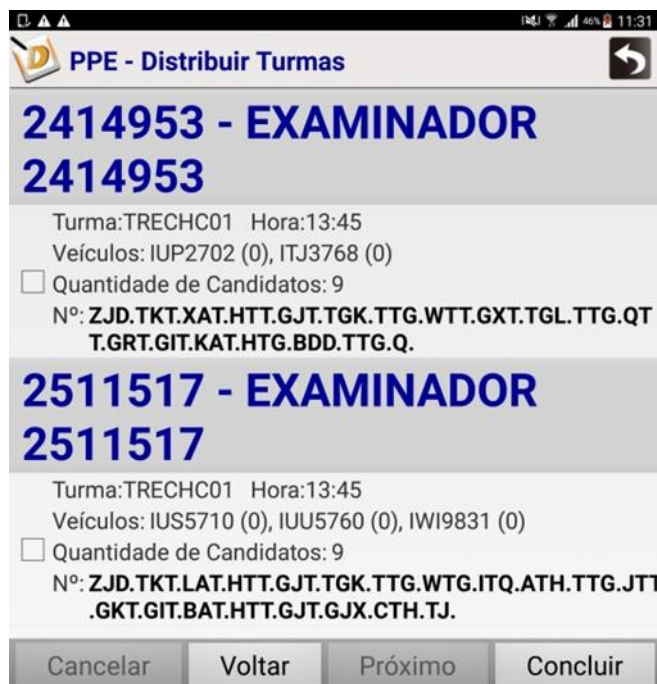 46% 11:31
PPE - Distribuir Turmas
2414953 - EXAMINADOR
2414953
Turma:TRECHC01 Hora:13:45
Veículos: IUP2702 (0), ITJ3768 (0)
Quantidade de Candidatos: 9
Nº: ZJD.TKT.XAT.HTT.GJT.TGK.TTG.WTT.GXT.TGL.TTG.QT
T.GRT.GIT.KAT.HTG.BDD.TTG.Q.
2511517 - EXAMINADOR
2511517
Turma:TRECHC01 Hora:13:45
Veículos: IUS5710 (0), IUU5760 (0), IWI9831 (0)
Quantidade de Candidatos: 9
Nº: ZJD.TKT.LAT.HTT.GJT.TGK.TTG.WTG.ITQ.ATH.TTG.JTT
.GKT.GIT.BAT.HTT.GJT.GJX.CTH.TJ.
Cancelar Voltar Próximo Concluir